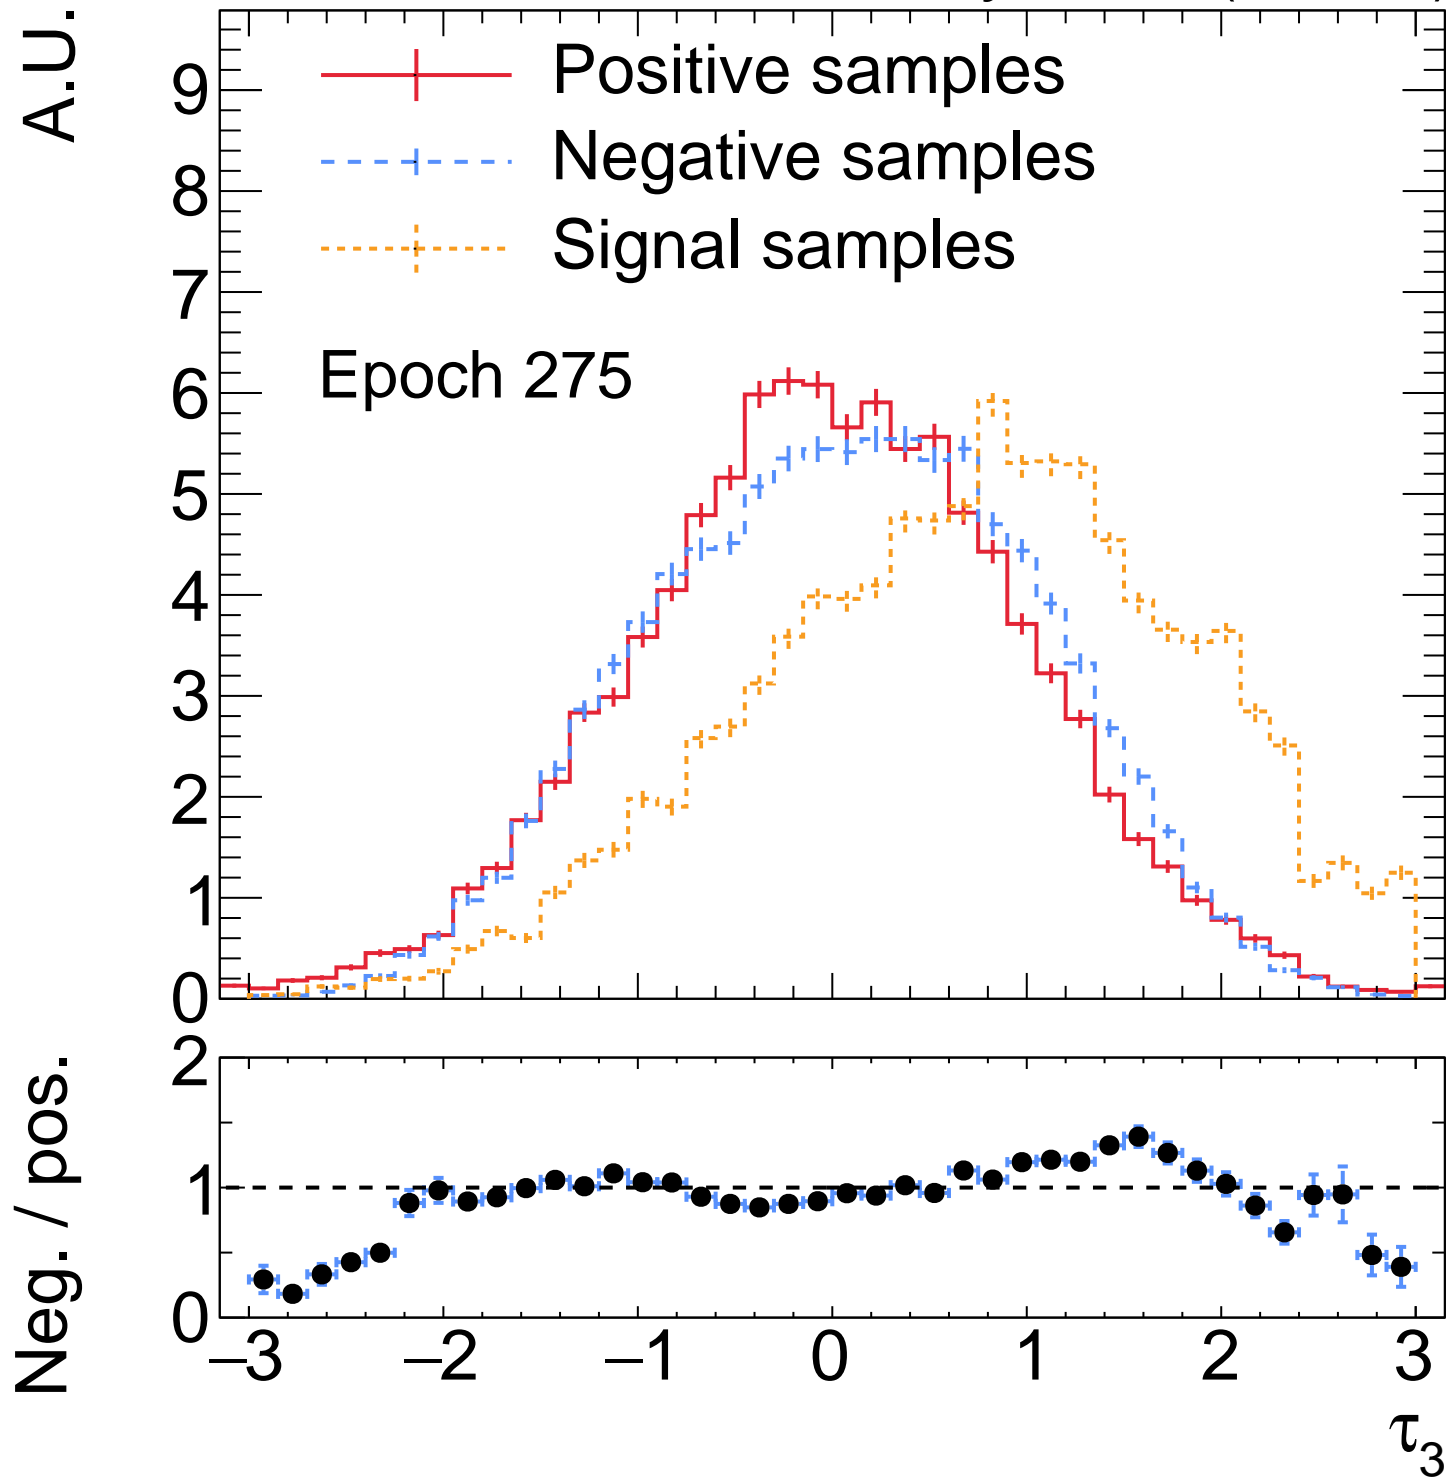 A.U.
9
8
7
6
5
4
3
2
1
0
Positive samples
Negative samples
Signal samples
Epoch 275
Neg. / pos.
2
1
0
–3 –2 –1 0 1 2 3
τ3